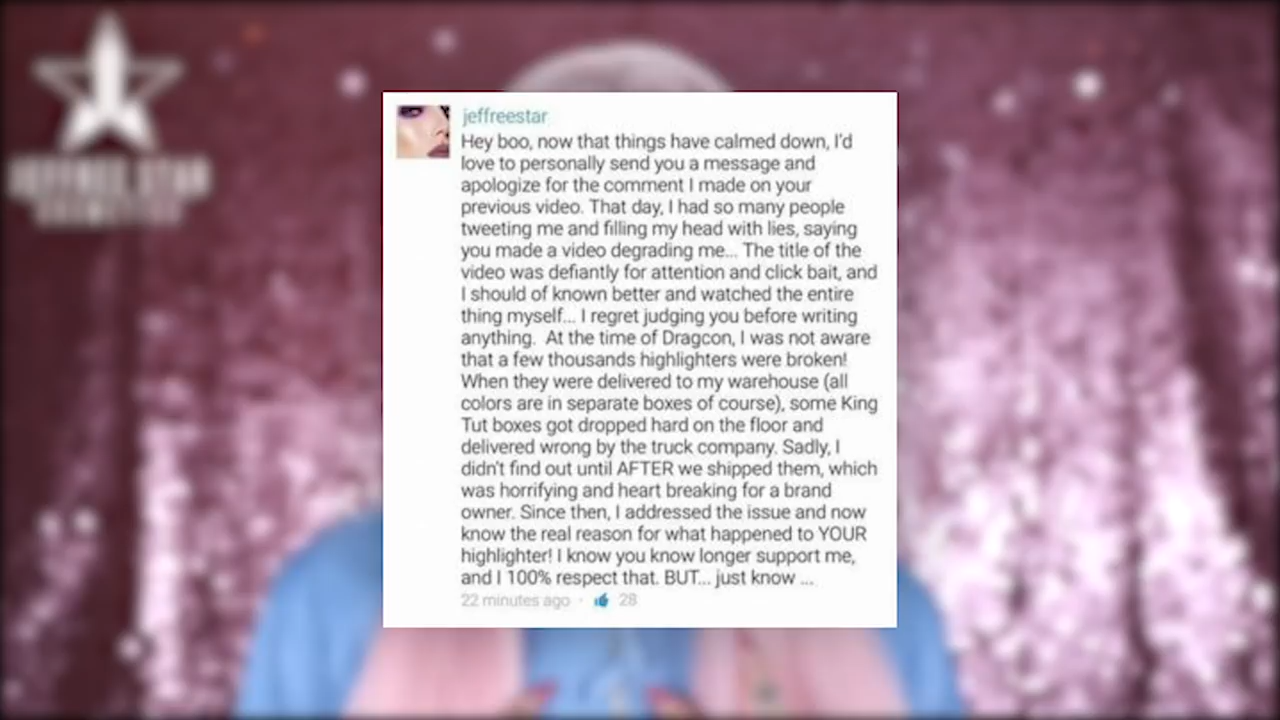 JEFFREE STAR
COSMETICS
jeffreestar
Hey boo, now that things have calmed down, I'd
love to personally send you a message and
apologize for the comment I made on your
previous video. That day, I had so many people
tweeting me and filling my head with lies, saying
you made a video degrading me... The title of the
video was defiantly for attention and click bait, and
I should of known better and watched the entire
thing myself... I regret judging you before writing
anything.  At the time of Dragcon, I was not aware
that a few thousands highlighters were broken!
When they were delivered to my warehouse (all
colors are in separate boxes of course), some King
Tut boxes got dropped hard on the floor and
delivered wrong by the truck company. Sadly, I
didn't find out until AFTER we shipped them, which
was horrifying and heart breaking for a brand
owner. Since then, I addressed the issue and now
know the real reason for what happened to YOUR
highlighter! I know you know longer support me,
and I 100% respect that. BUT... just know ...
22 minutes ago · 28